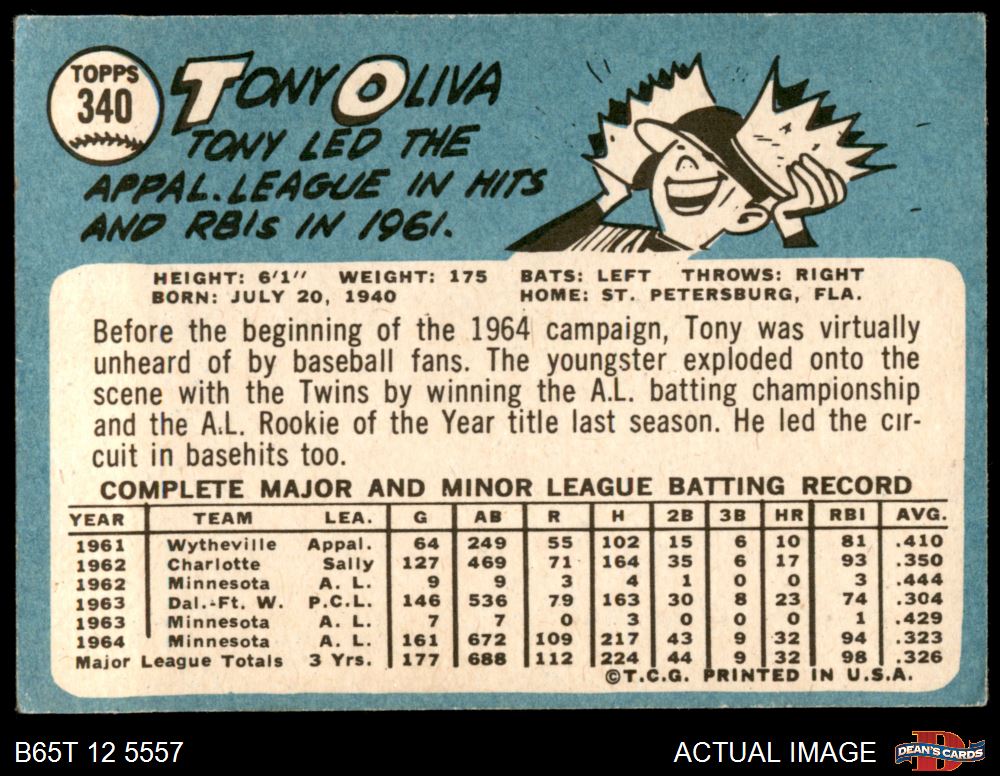 TOPPS
340
TONY OLIVA
TONY LED THE
APPAL. LEAGUE IN HITS
AND RBIs IN 1961.
HEIGHT: 6'1" WEIGHT: 175 BATS: LEFT THROWS: RIGHT
BORN: JULY 20, 1940 HOME: ST. PETERSBURG, FLA.
Before the beginning of the 1964 campaign, Tony was virtually
unheard of by baseball fans. The youngster exploded onto the
scene with the Twins by winning the A.L. batting championship
and the A.L. Rookie of the Year title last season. He led the cir-
cuit in basehits too.
COMPLETE MAJOR AND MINOR LEAGUE BATTING RECORD
YEAR TEAM LEA. G AB R H 2B 3B HR RBI AVG.
1961 Wytheville Appal. 64 249 55 102 15 6 10 81 .410
1962 Charlotte Sally 127 469 71 164 35 6 17 93 .350
1962 Minnesota A. L. 9 9 3 4 1 0 0 3 .444
1963 Dal.-Ft. W. P.C.L. 146 536 79 163 30 8 23 74 .304
1963 Minnesota A. L. 7 7 0 3 0 0 0 1 .429
1964 Minnesota A. L. 161 672 109 217 43 9 32 94 .323
Major League Totals 3 Yrs. 177 688 112 224 44 9 32 98 .326
©T.C.G. PRINTED IN U.S.A.
B65T 12 5557 ACTUAL IMAGE
D
DEAN'S CARDS